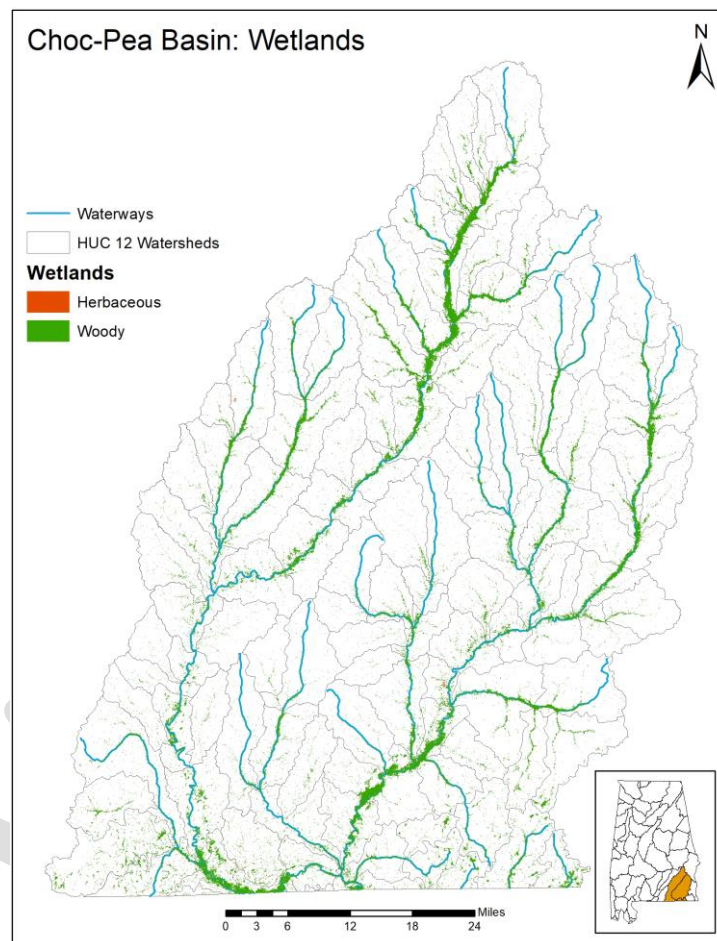 Choc-Pea Basin: Wetlands
N
Waterways
HUC 12 Watersheds
Wetlands
Herbaceous
Woody
Miles
0 3 6 12 18 24